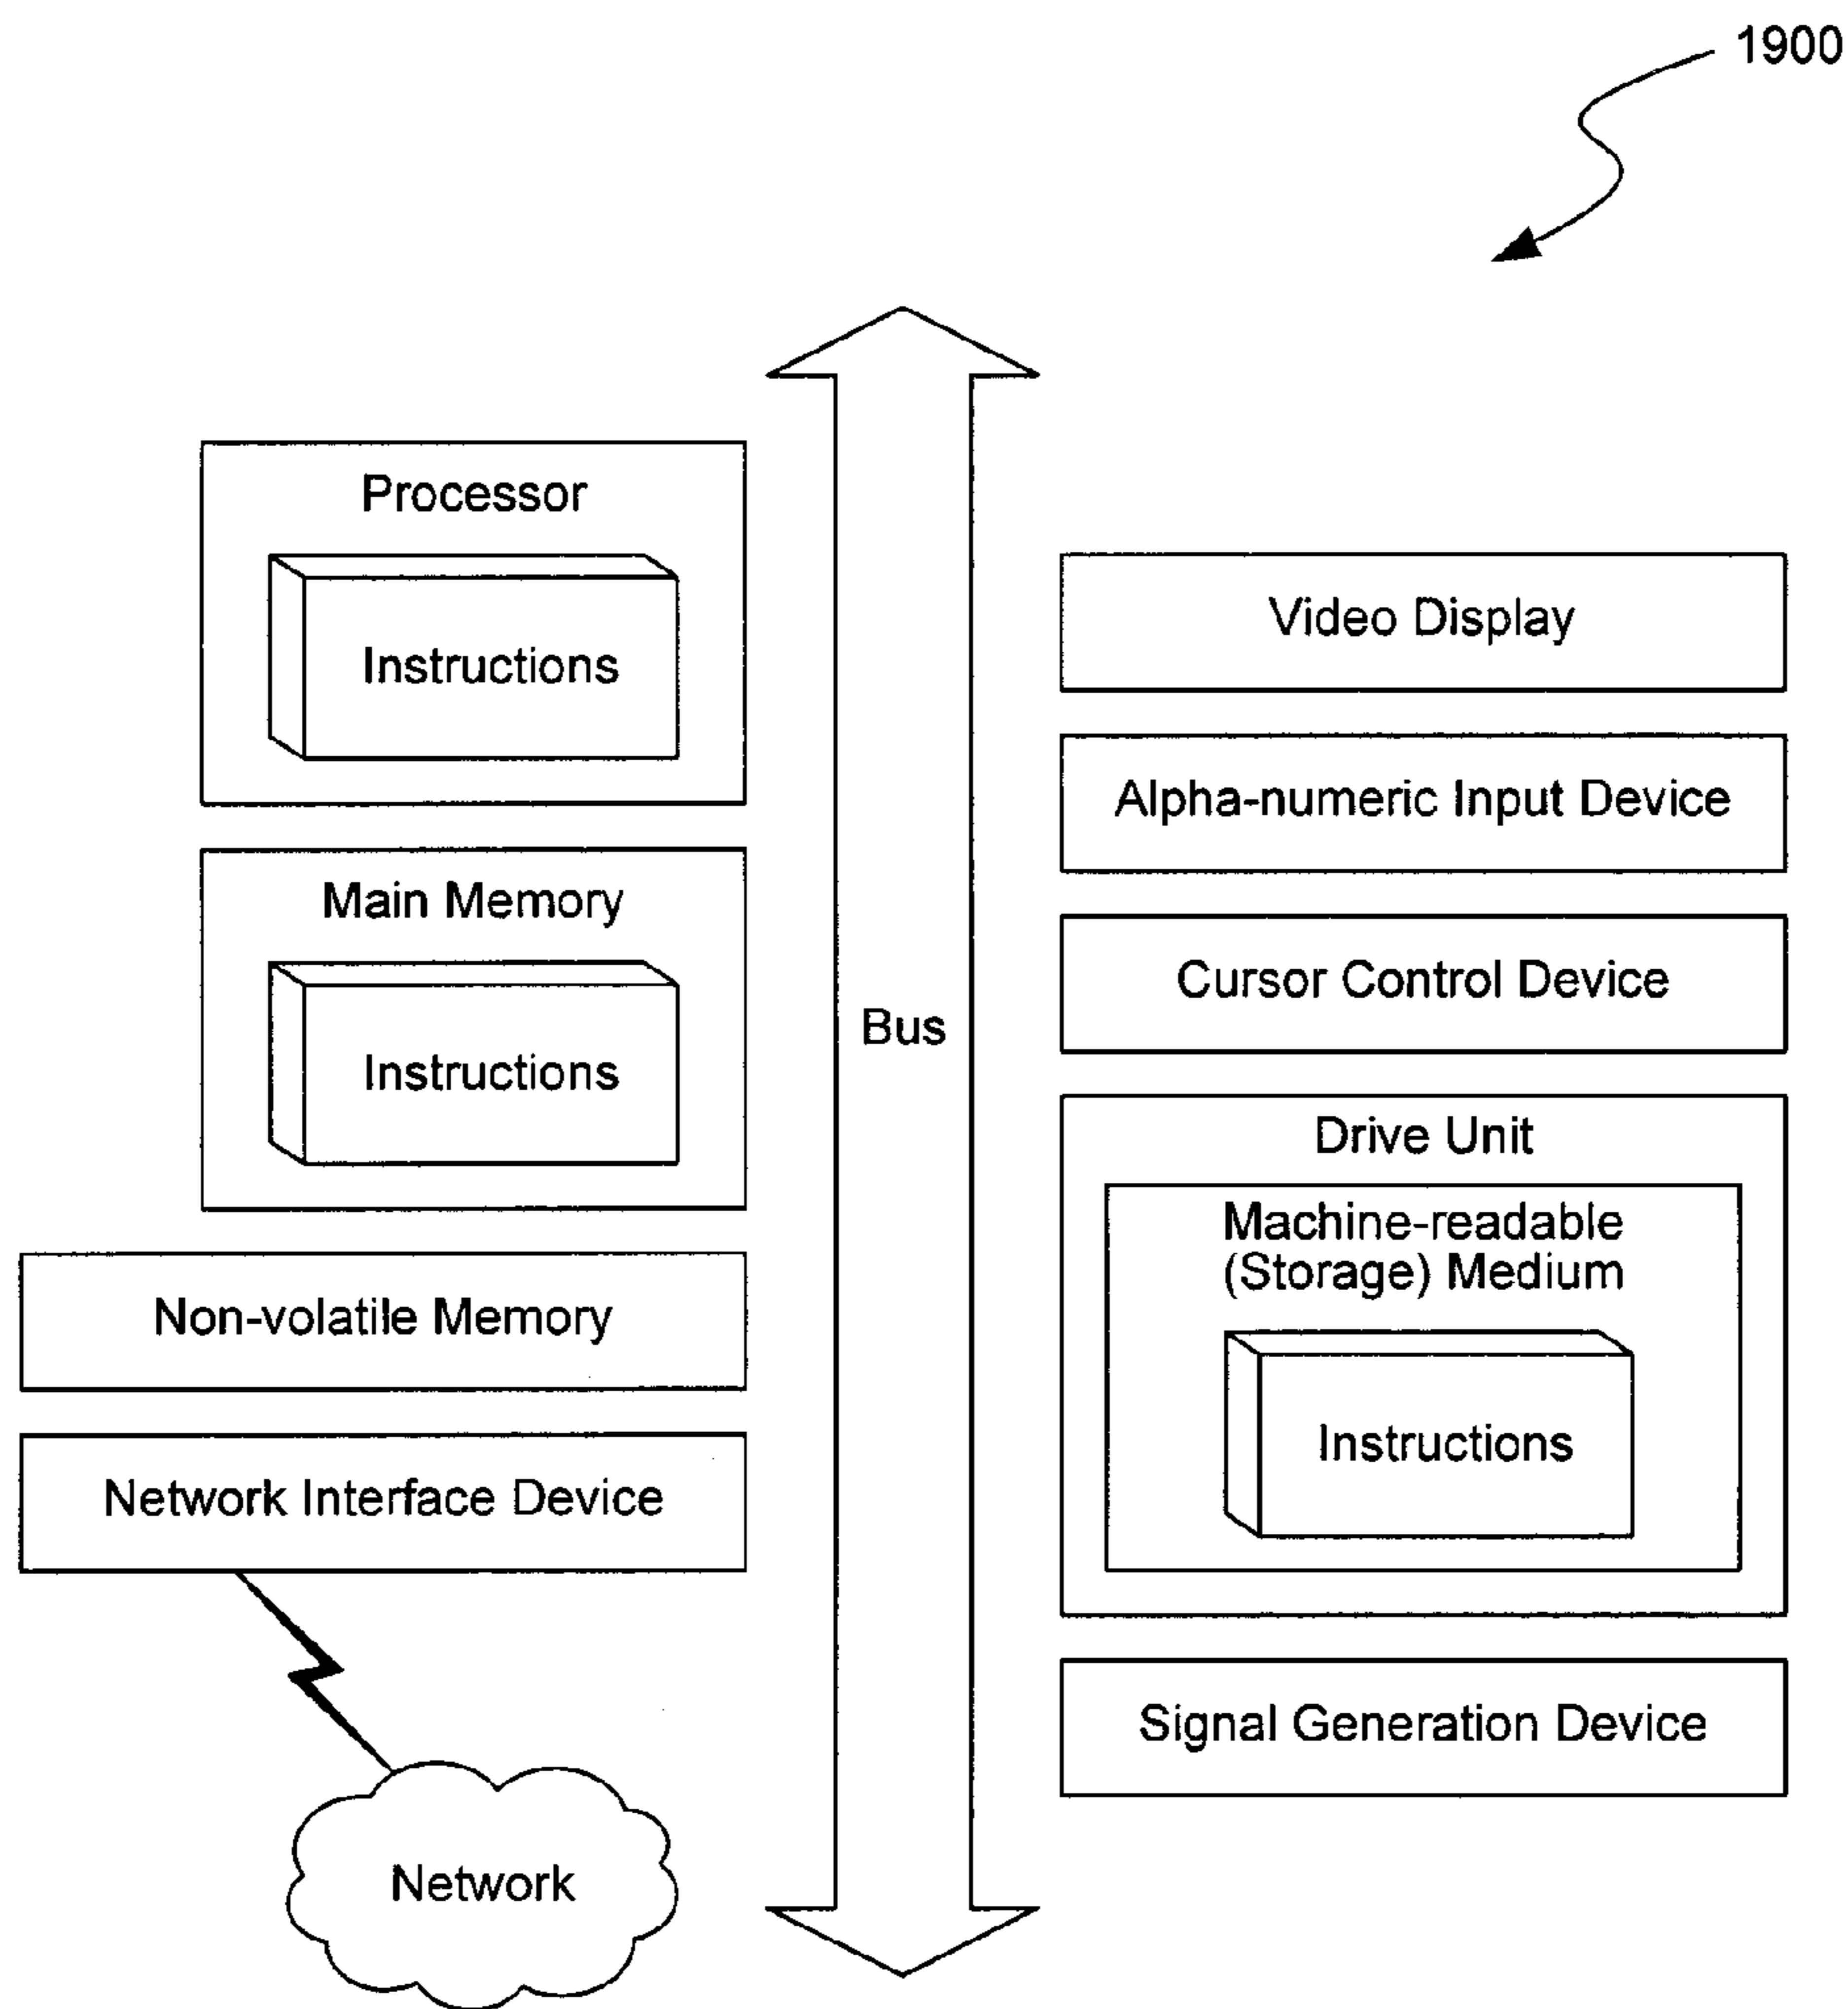 1900
Processor
Instructions
Main Memory
Instructions
Non-volatile Memory
Network Interface Device
Network
Bus
Video Display
Alpha-numeric Input Device
Cursor Control Device
Drive Unit
Machine-readable
(Storage) Medium
Instructions
Signal Generation Device